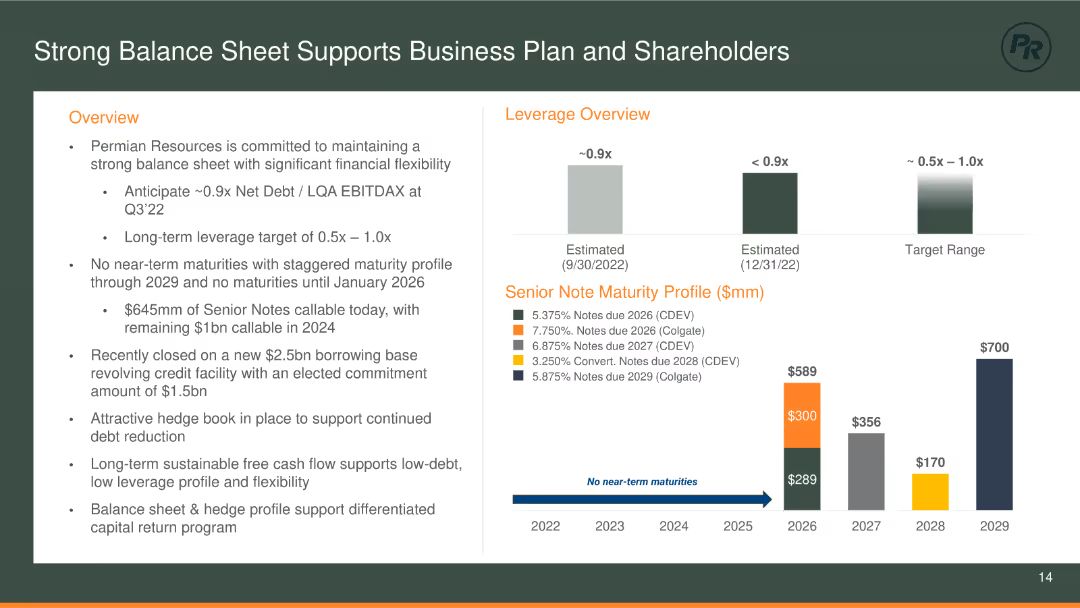 Strong Balance Sheet Supports Business Plan and Shareholders
PR
Overview
• Permian Resources is committed to maintaining a
strong balance sheet with significant financial flexibility
• Anticipate ~0.9x Net Debt / LQA EBITDAX at
Q3'22
• Long-term leverage target of 0.5x – 1.0x
• No near-term maturities with staggered maturity profile
through 2029 and no maturities until January 2026
• $645mm of Senior Notes callable today, with
remaining $1bn callable in 2024
• Recently closed on a new $2.5bn borrowing base
revolving credit facility with an elected commitment
amount of $1.5bn
• Attractive hedge book in place to support continued
debt reduction
• Long-term sustainable free cash flow supports low-debt,
low leverage profile and flexibility
• Balance sheet & hedge profile support differentiated
capital return program
Leverage Overview
~0.9x
< 0.9x
~ 0.5x – 1.0x
Estimated
(9/30/2022)
Estimated
(12/31/22)
Target Range
Senior Note Maturity Profile ($mm)
5.375% Notes due 2026 (CDEV)
7.750%. Notes due 2026 (Colgate)
6.875% Notes due 2027 (CDEV)
3.250% Convert. Notes due 2028 (CDEV)
5.875% Notes due 2029 (Colgate)
$589
$300
$289
$356
$170
$700
No near-term maturities
2022 2023 2024 2025 2026 2027 2028 2029
14